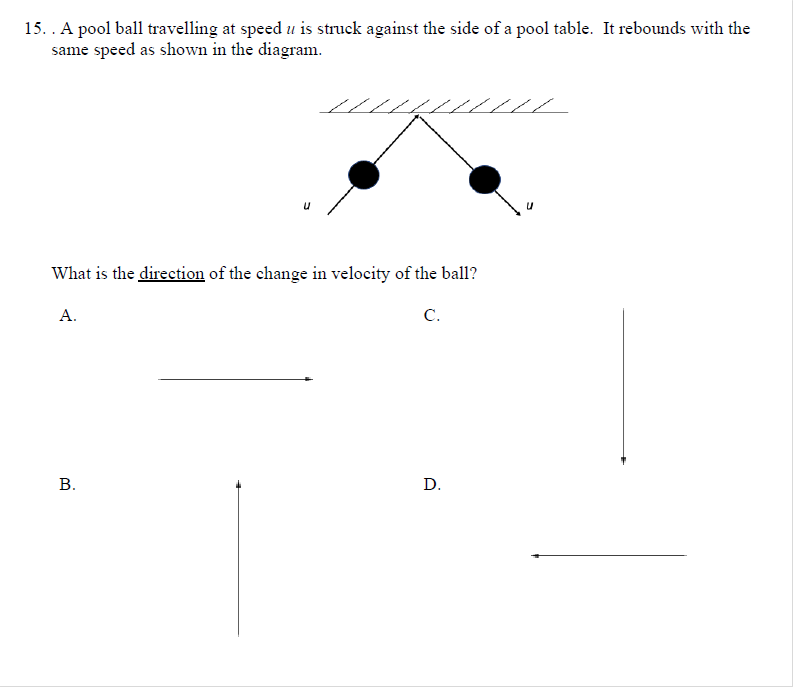 15. . A pool ball travelling at speed u is struck against the side of a pool table. It rebounds with the
same speed as shown in the diagram.
u
u
What is the direction of the change in velocity of the ball?
A.
C.
B.
D.